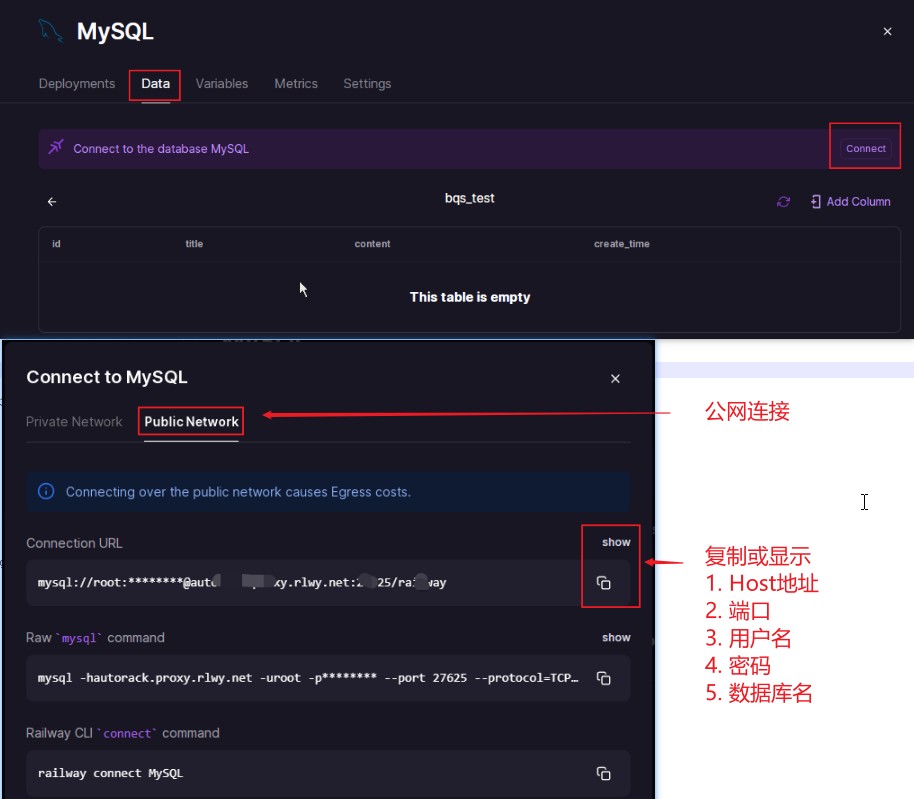 MySQL
Deployments Data Variables Metrics Settings
Connect to the database MySQL Connect
bqs_test Add Column
id title content create_time
This table is empty
Connect to MySQL
Private Network Public Network
公网连接
Connecting over the public network causes Egress costs.
Connection URL show
mysql://root:********@auto
xy.rlwy.net:2
25/rai
way
复制或显示
1. Host地址
2. 端口
3. 用户名
4. 密码
5. 数据库名
Raw `mysql` command show
mysql -hautorack.proxy.rlwy.net -uroot -p******** --port 27625 --protocol=TCP…
Railway CLI `connect` command
railway connect MySQL